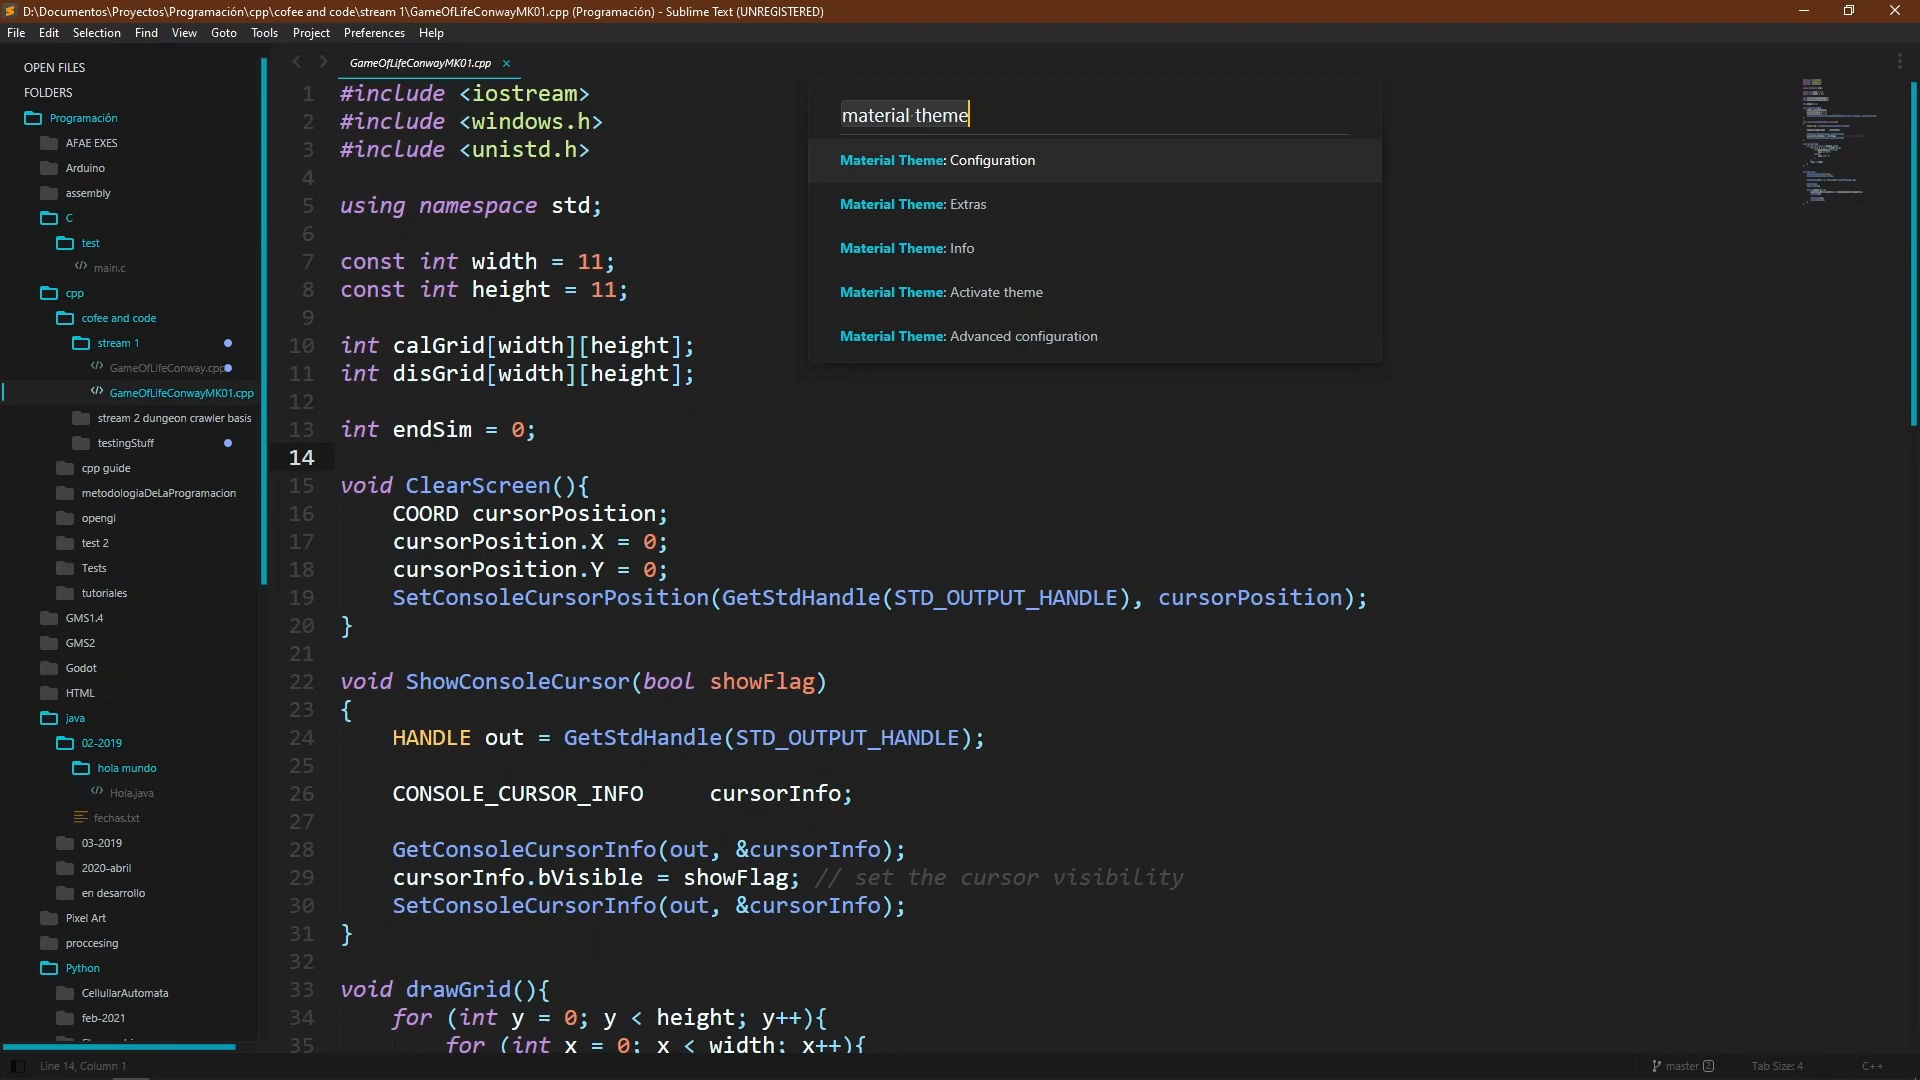 D:\Documentos\Proyectos\Programación\cpp\cofee and code\stream 1\GameOfLifeConwayMK01.cpp (Programación) - Sublime Text (UNREGISTERED)
File Edit Selection Find View Goto Tools Project Preferences Help
OPEN FILES
FOLDERS
Programación
AFAE EXES
Arduino
assembly
C
test
main.c
cpp
cofee and code
stream 1
GameOfLifeConway.cpp
GameOfLifeConwayMK01.cpp
stream 2 dungeon crawler basis
testingStuff
cpp guide
metodologiaDeLaProgramacion
opengl
test 2
Tests
tutoriales
GMS1.4
GMS2
Godot
HTML
java
02-2019
hola mundo
Hola.java
fechas.txt
03-2019
2020-abril
en desarrollo
Pixel Art
proccesing
Python
CellullarAutomata
feb-2021
GameOfLifeConwayMK01.cpp
1 #include <iostream>
2 #include <windows.h>
3 #include <unistd.h>
4
5 using namespace std;
6
7 const int width = 11;
8 const int height = 11;
9
10 int calGrid[width][height];
11 int disGrid[width][height];
12
13 int endSim = 0;
14
15 void ClearScreen(){
16 COORD cursorPosition;
17 cursorPosition.X = 0;
18 cursorPosition.Y = 0;
19 SetConsoleCursorPosition(GetStdHandle(STD_OUTPUT_HANDLE), cursorPosition);
20 }
21
22 void ShowConsoleCursor(bool showFlag)
23 {
24 HANDLE out = GetStdHandle(STD_OUTPUT_HANDLE);
25
26 CONSOLE_CURSOR_INFO cursorInfo;
27
28 GetConsoleCursorInfo(out, &cursorInfo);
29 cursorInfo.bVisible = showFlag; // set the cursor visibility
30 SetConsoleCursorInfo(out, &cursorInfo);
31 }
32
33 void drawGrid(){
34 for (int y = 0; y < height; y++){
35 for (int x = 0; x < width; x++){
material theme
Material Theme: Configuration
Material Theme: Extras
Material Theme: Info
Material Theme: Activate theme
Material Theme: Advanced configuration
Line 14, Column 1
master 2
Tab Size: 4
C++